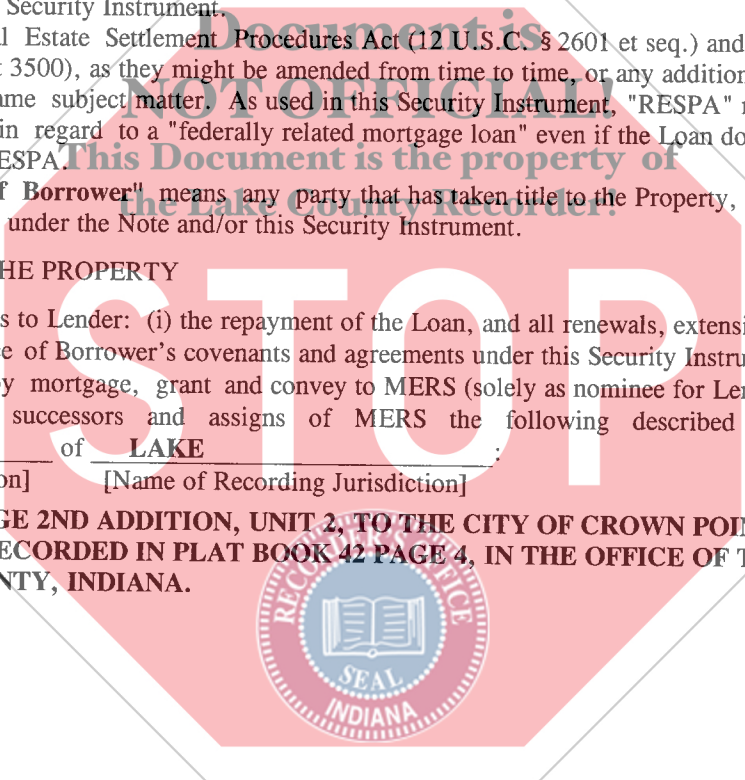 Security Instrument.
Document is
l Estate Settlement Procedures Act (12 U.S.C. § 2601 et seq.) and
3500), as they might be amended from time to time, or any addition
NOT OFFICIAL!
ame subject matter. As used in this Security Instrument, "RESPA"
in regard to a "federally related mortgage loan" even if the Loan do
ESPA.
This Document is the property of
f Borrower" means any party that has taken title to the Property,
the Lake County Recorder!
under the Note and/or this Security Instrument.
HE PROPERTY
s to Lender: (i) the repayment of the Loan, and all renewals, extensi
e of Borrower's covenants and agreements under this Security Instru
y mortgage, grant and convey to MERS (solely as nominee for Len
successors and assigns of MERS the following described
STOP
of LAKE :
on] [Name of Recording Jurisdiction]
GE 2ND ADDITION, UNIT 2, TO THE CITY OF CROWN POIN
ECORDED IN PLAT BOOK 42 PAGE 4, IN THE OFFICE OF T
NTY, INDIANA.
RECORDER'S OFFICE
SEAL
INDIANA